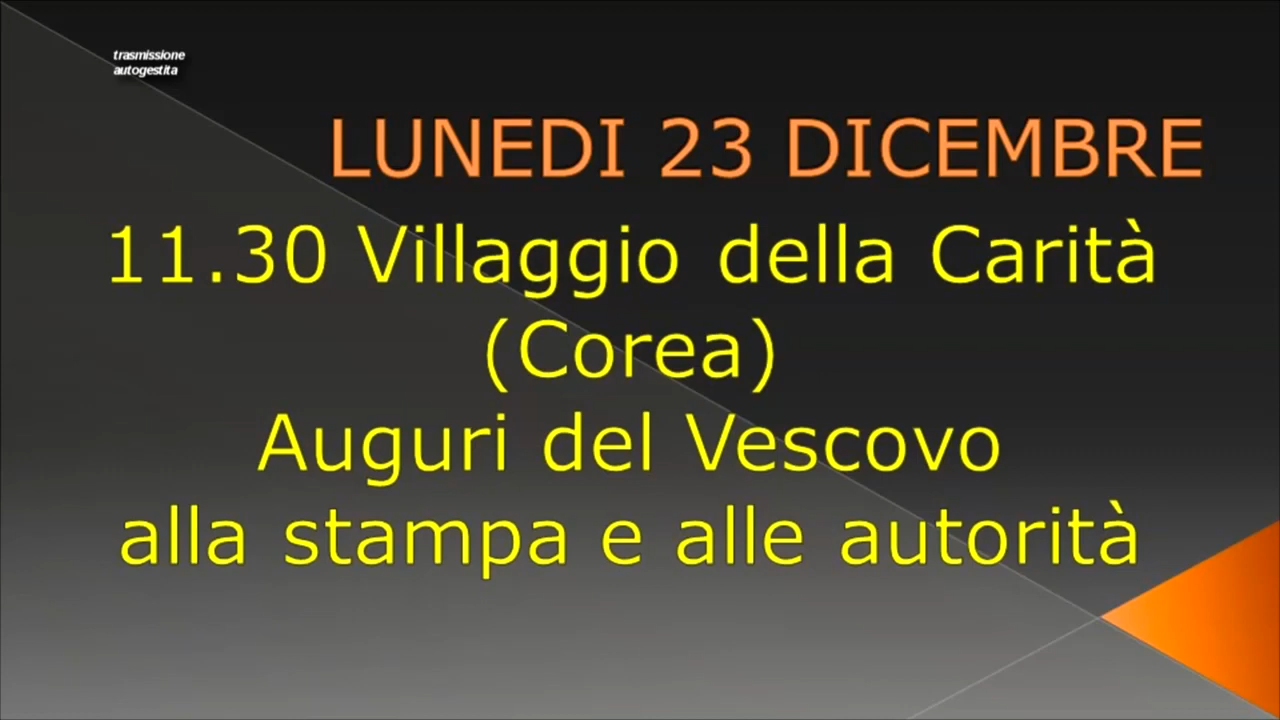 trasmissione
autogestita
LUNEDI 23 DICEMBRE
11.30 Villaggio della Carità
(Corea)
Auguri del Vescovo
alla stampa e alle autorità